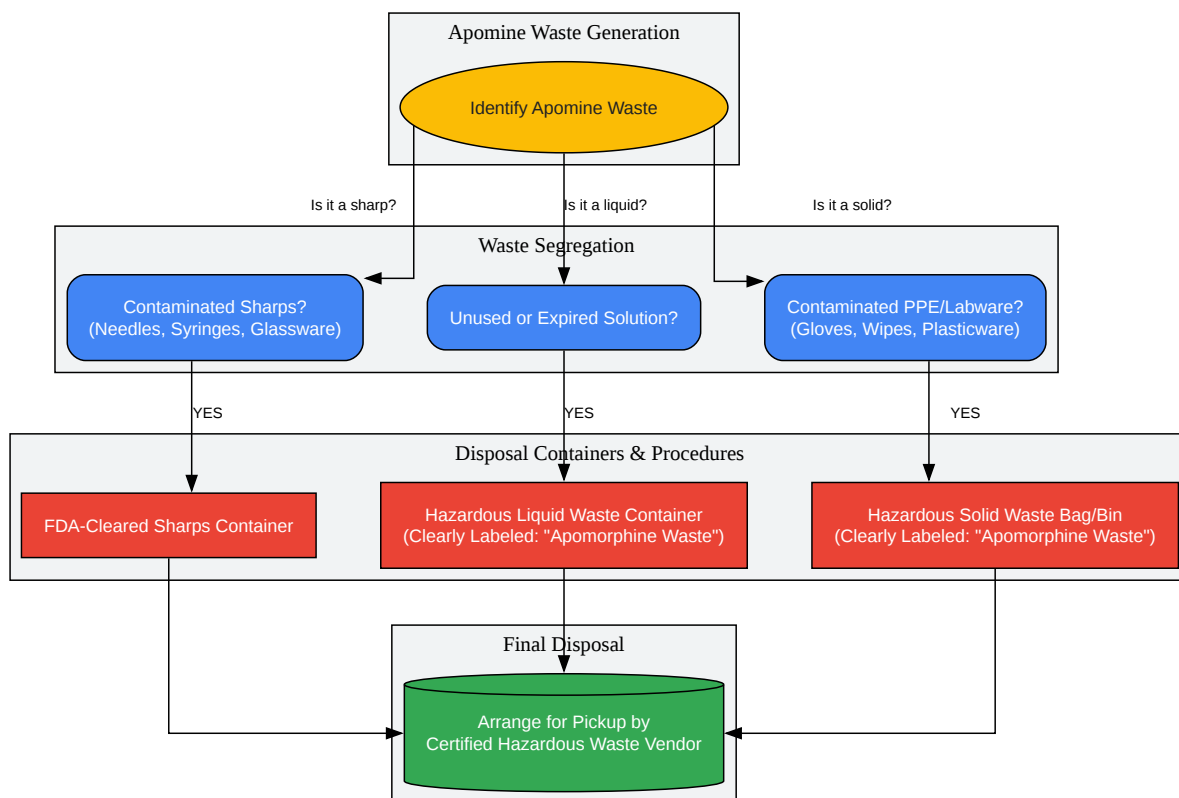 Apomine Waste Generation
Identify Apomine Waste
Is it a sharp?
Is it a liquid?
Is it a solid?
Waste Segregation
Contaminated Sharps?
(Needles, Syringes, Glassware)
Unused or Expired Solution?
Contaminated PPE/Labware?
(Gloves, Wipes, Plasticware)
YES
YES
YES
Disposal Containers & Procedures
FDA-Cleared Sharps Container
Hazardous Liquid Waste Container
(Clearly Labeled: "Apomorphine Waste")
Hazardous Solid Waste Bag/Bin
(Clearly Labeled: "Apomorphine Waste")
Final Disposal
Arrange for Pickup by
Certified Hazardous Waste Vendor